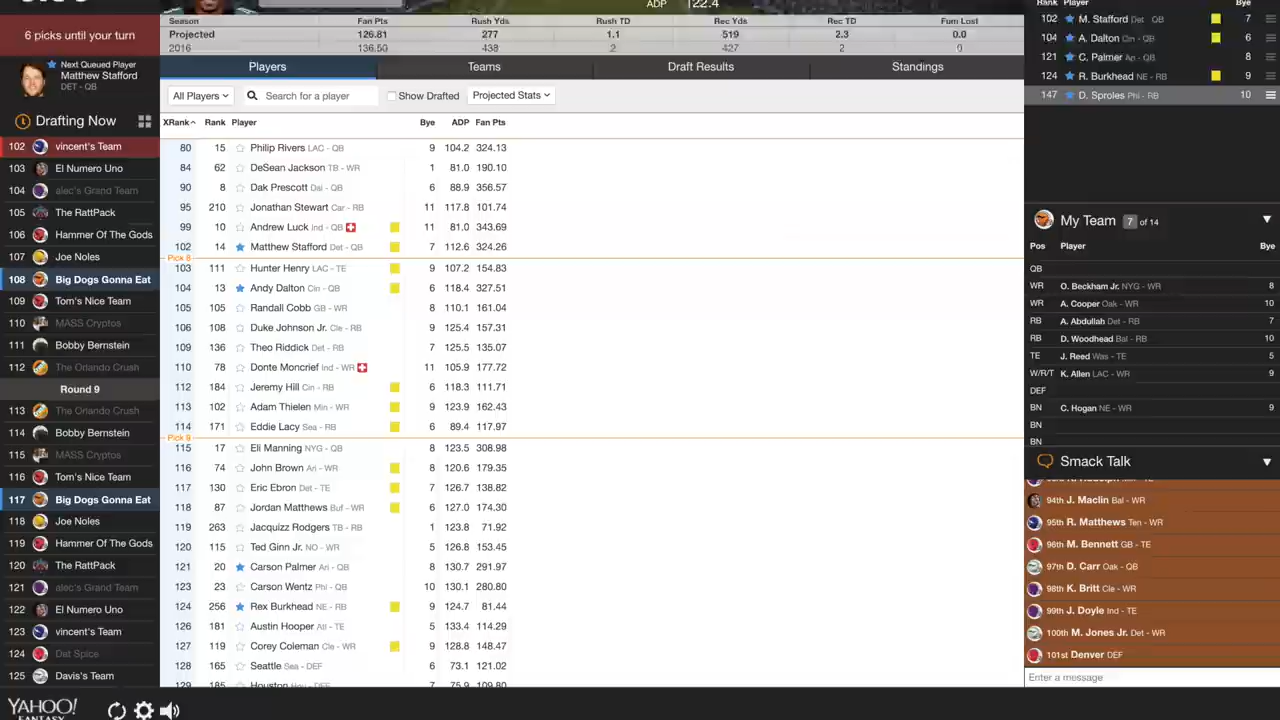 6 picks until your turn
Next Queued Player
Matthew Stafford
DET - QB
Drafting Now
102 vincent's Team
103 El Numero Uno
104 alec's Grand Team
105 The RattPack
106 Hammer Of The Gods
107 Joe Noles
108 Big Dogs Gonna Eat
109 Tom's Nice Team
110 MASS Cryptos
111 Bobby Bernstein
112 The Orlando Crush
Round 9
113 The Orlando Crush
114 Bobby Bernstein
115 MASS Cryptos
116 Tom's Nice Team
117 Big Dogs Gonna Eat
118 Joe Noles
119 Hammer Of The Gods
120 The RattPack
121 alec's Grand Team
122 El Numero Uno
123 vincent's Team
124 Dat Spice
125 Davis's Team
YAHOO!
FANTASY
ADP 122.4
Season Fan Pts Rush Yds Rush TD Rec Yds Rec TD Fum Lost
Projected 126.81 277 1.1 519 2.3 0.0
2016 136.50 438 2 427 2 0
Players Teams Draft Results Standings
All Players Search for a player Show Drafted Projected Stats
XRank Rank Player Bye ADP Fan Pts
80 15 Philip Rivers LAC - QB 9 104.2 324.13
84 62 DeSean Jackson TB - WR 1 81.0 190.10
90 8 Dak Prescott Dal - QB 6 88.9 356.57
95 210 Jonathan Stewart Car - RB 11 117.8 101.74
99 10 Andrew Luck Ind - QB 11 81.0 343.69
102 14 Matthew Stafford Det - QB 7 112.6 324.26
Pick 8
103 111 Hunter Henry LAC - TE 9 107.2 154.83
104 13 Andy Dalton Cin - QB 6 118.4 327.51
105 105 Randall Cobb GB - WR 8 110.1 161.04
106 108 Duke Johnson Jr. Cle - RB 9 125.4 157.31
109 136 Theo Riddick Det - RB 7 125.5 135.07
110 78 Donte Moncrief Ind - WR 11 105.9 177.72
112 184 Jeremy Hill Cin - RB 6 118.3 111.71
113 102 Adam Thielen Min - WR 9 123.9 162.43
114 171 Eddie Lacy Sea - RB 6 89.4 117.97
Pick 9
115 17 Eli Manning NYG - QB 8 123.5 308.98
116 74 John Brown Ari - WR 8 120.6 179.35
117 130 Eric Ebron Det - TE 7 126.7 138.82
118 87 Jordan Matthews Buf - WR 6 127.0 174.30
119 263 Jacquizz Rodgers TB - RB 1 123.8 71.92
120 115 Ted Ginn Jr. NO - WR 5 126.8 153.45
121 20 Carson Palmer Ari - QB 8 130.7 291.97
123 23 Carson Wentz Phi - QB 10 130.1 280.80
124 256 Rex Burkhead NE - RB 9 124.7 81.44
126 181 Austin Hooper Atl - TE 5 133.4 114.29
127 119 Corey Coleman Cle - WR 9 128.8 148.47
128 165 Seattle Sea - DEF 6 73.1 121.02
129 185 Houston Hou - DEF 7 75.9 109.80
Rank Player Bye
102 M. Stafford Det - QB 7
104 A. Dalton Cin - QB 6
121 C. Palmer Ari - QB 8
124 R. Burkhead NE - RB 9
147 D. Sproles Phi - RB 10
My Team 7 of 14
Pos Player Bye
QB
WR O. Beckham Jr. NYG - WR 8
WR A. Cooper Oak - WR 10
RB A. Abdullah Det - RB 7
RB D. Woodhead Bal - RB 10
TE J. Reed Was - TE 5
W/R/T K. Allen LAC - WR 9
DEF
BN C. Hogan NE - WR 9
BN
BN
Smack Talk
94th J. Maclin Bal - WR
95th R. Matthews Ten - WR
96th M. Bennett GB - TE
97th D. Carr Oak - QB
98th K. Britt Cle - WR
99th J. Doyle Ind - TE
100th M. Jones Jr. Det - WR
101st Denver DEF
Enter a message